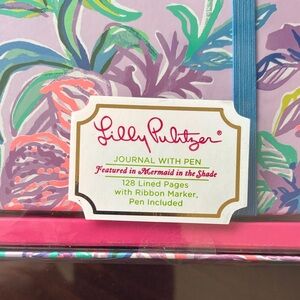 Lilly Pulitzer®
JOURNAL WITH PEN
Featured in Mermaid in the Shade
128 Lined Pages
with Ribbon Marker,
Pen Included